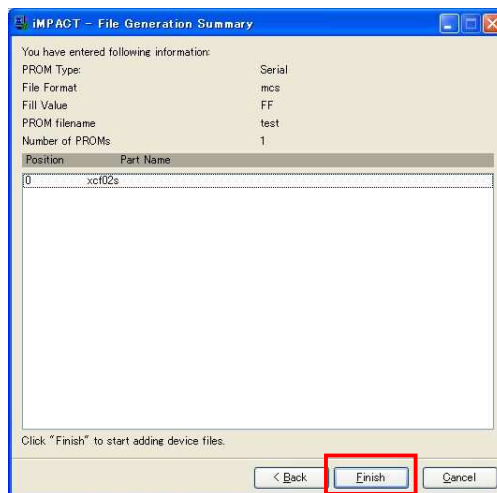 iMPACT - File Generation Summary
You have entered following information:
PROM Type: Serial
File Format mcs
Fill Value FF
PROM filename test
Number of PROMs 1
Position Part Name
0 xcf02s
Click "Finish" to start adding device files.
< Back Finish Cancel